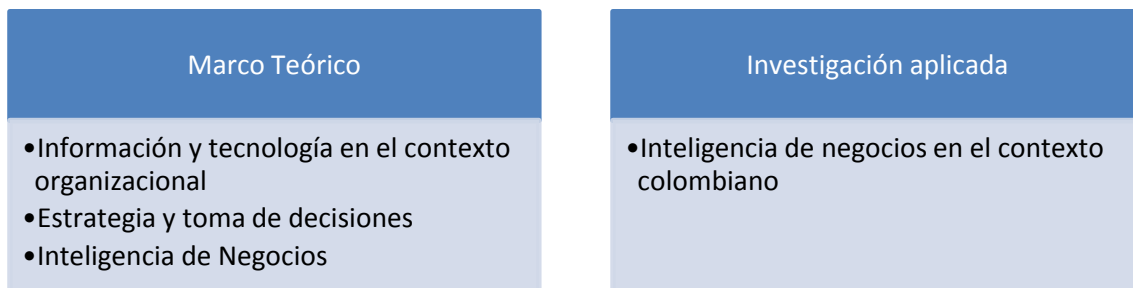 Marco Teórico
•Información y tecnología en el contexto
organizacional
•Estrategia y toma de decisiones
•Inteligencia de Negocios
Investigación aplicada
•Inteligencia de negocios en el contexto
colombiano